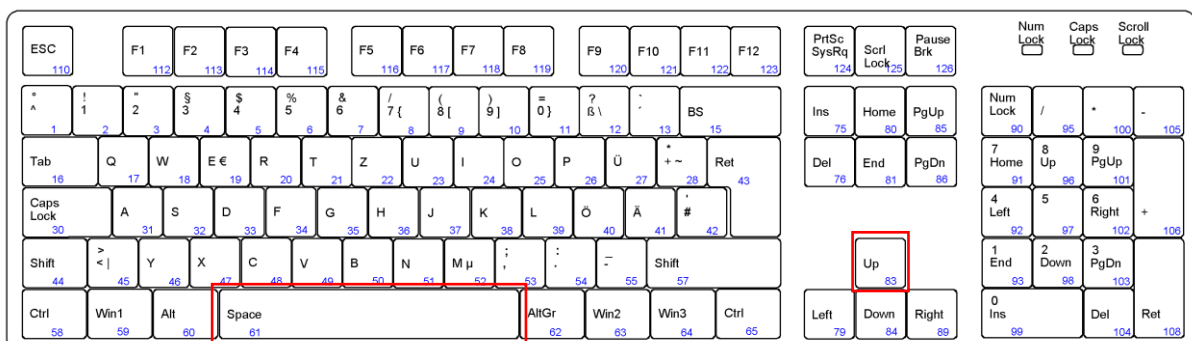 ESC F1 F2 F3 F4 F5 F6 F7 F8 F9 F10 F11 F12 PrtSc SysRq Scrl Lock Pause Brk Num Lock Caps Lock Scroll Lock
110 112 113 114 115 116 117 118 119 120 121 122 123 124 125 126
° ! " § $ % & / ( ) = ? `
^ 1 2 3 4 5 6 7 { 8 [ 9 ] 0 } ß \ ´ BS Ins Home PgUp Num Lock / * -
1 2 3 4 5 6 7 8 9 10 11 12 13 15 75 80 85 90 95 100 105
Tab Q W E € R T Z U I O P Ü * + ~ Ret Del End PgDn 7 Home 8 Up 9 PgUp
16 17 18 19 20 21 22 23 24 25 26 27 28 43 76 81 86 91 96 101
Caps Lock A S D F G H J K L Ö Ä ' # 4 Left 5 6 Right +
30 31 32 33 34 35 36 37 38 39 40 41 42 92 97 102 106
Shift > < | Y X C V B N M µ ; , : . _ - Shift Up 1 End 2 Down 3 PgDn
44 45 46 47 48 49 50 51 52 53 54 55 57 83 93 98 103
Ctrl Win1 Alt Space AltGr Win2 Win3 Ctrl Left Down Right 0 Ins Del Ret
58 59 60 61 62 63 64 65 79 84 89 99 104 108